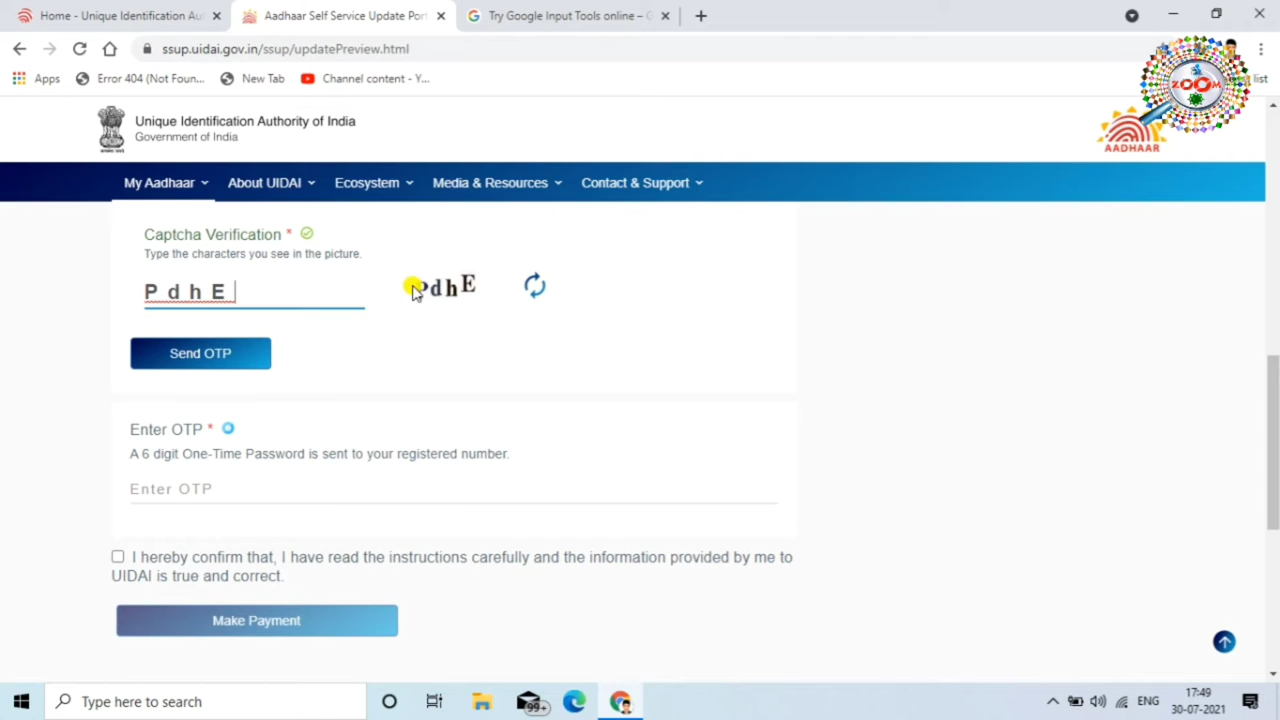 Home - Unique Identification Au
Aadhaar Self Service Update Port
Try Google Input Tools online – G
ssup.uidai.gov.in/ssup/updatePreview.html
Apps
Error 404 (Not Foun...
New Tab
Channel content - Y...
list
ZOOM
AADHAAR
Unique Identification Authority of India
Government of India
My Aadhaar
About UIDAI
Ecosystem
Media & Resources
Contact & Support
Captcha Verification *
Type the characters you see in the picture.
P d h E
PdhE
Send OTP
Enter OTP *
A 6 digit One-Time Password is sent to your registered number.
Enter OTP
I hereby confirm that, I have read the instructions carefully and the information provided by me to
UIDAI is true and correct.
Make Payment
Type here to search
99+
ENG
17:49
30-07-2021